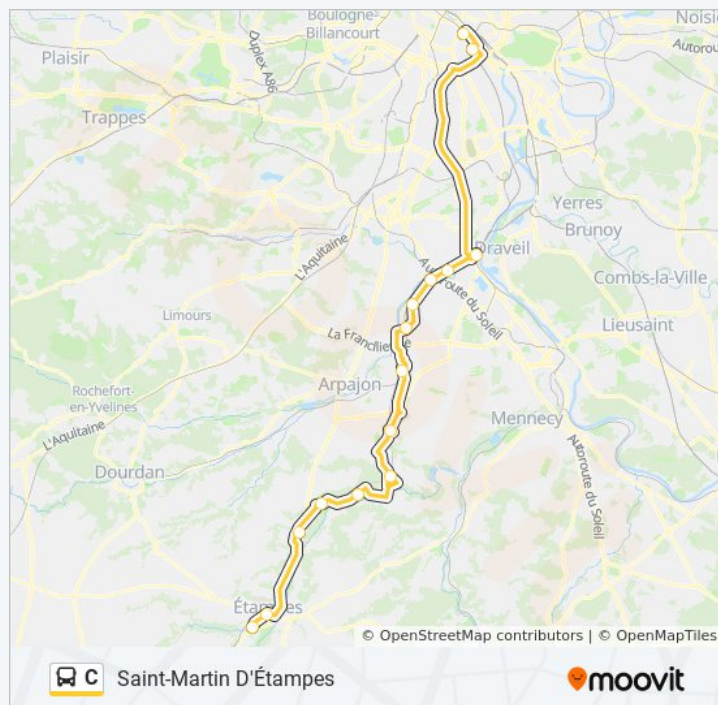 Boulogne-
Billancourt
Noisie
Plaisir
Duplex A86
Autorou
Trappes
Yerres
L'Aquitaine
Draveil
Brunoy
Autoroute du Soleil
Combs-la-Ville
Limours
La Francilienne
Lieusaint
Arpajon
Rochefort-
en-Yvelines
Mennecy
L'Aquitaine
Autoroute du Soleil
Dourdan
Étampes
© OpenStreetMap contributors | © OpenMapTiles
C Saint-Martin D'Étampes
moovit